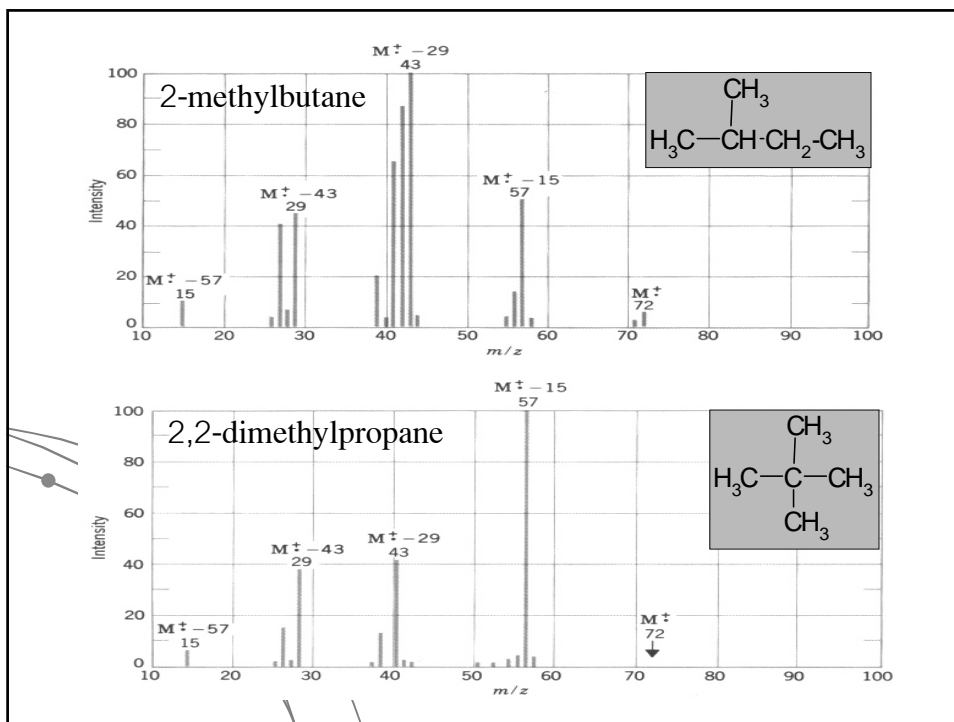 M⁺· −29
43
100
2-methylbutane
CH₃
H₃C—CH-CH₂-CH₃
80
M⁺· −15
57
60
Intensity
M⁺· −43
29
40
M⁺· −57
15
20
M⁺·
72
0
10 20 30 40 50 60 70 80 90 100
m/z
M⁺· −15
57
100
2,2-dimethylpropane
CH₃
H₃C—C—CH₃
CH₃
80
60
Intensity
M⁺· −43
29
M⁺· −29
43
40
M⁺· −57
15
20
M⁺·
72
0
10 20 30 40 50 60 70 80 90 100
m/z